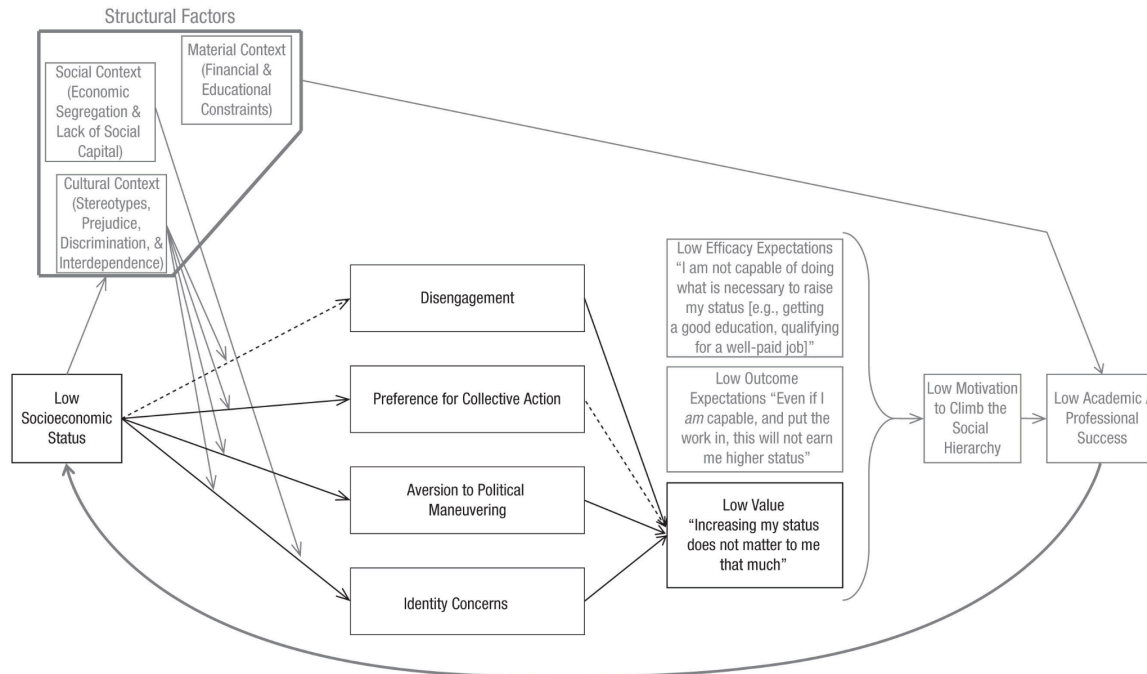 Structural Factors
Material Context
(Financial &
Educational
Constraints)
Social Context
(Economic
Segregation &
Lack of Social
Capital)
Cultural Context
(Stereotypes,
Prejudice,
Discrimination, &
Interdependence)
Low
Socioeconomic
Status
Disengagement
Preference for Collective Action
Aversion to Political
Maneuvering
Identity Concerns
Low Efficacy Expectations
“I am not capable of doing
what is necessary to raise
my status [e.g., getting
a good education, qualifying
for a well-paid job]”
Low Outcome
Expectations “Even if I
am capable, and put the
work in, this will not earn
me higher status”
Low Value
“Increasing my status
does not matter to me
that much”
Low Motivation
to Climb the
Social
Hierarchy
Low Academic /
Professional
Success